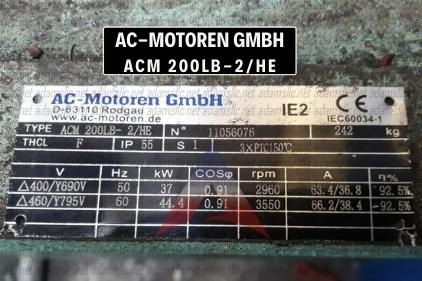 AC-MOTOREN GMBH
ACM 200LB-2/HE
AC-Motoren GmbH
D-63110 Rodgau
www.ac-motoren.de
IE2 CE
IEC60034-1
TYPE ACM 200LB- 2/HE N° 11056076 242 kg
THCL F IP 55 S 1 3XPTC150°C
V Hz kW COSφ rpm A η%
△400/Y690V 50 37 0.91 2960 63.4/36.8 -92.5%
△460/Y795V 60 44.4 0.91 3550 66.2/38.4 -92.5%